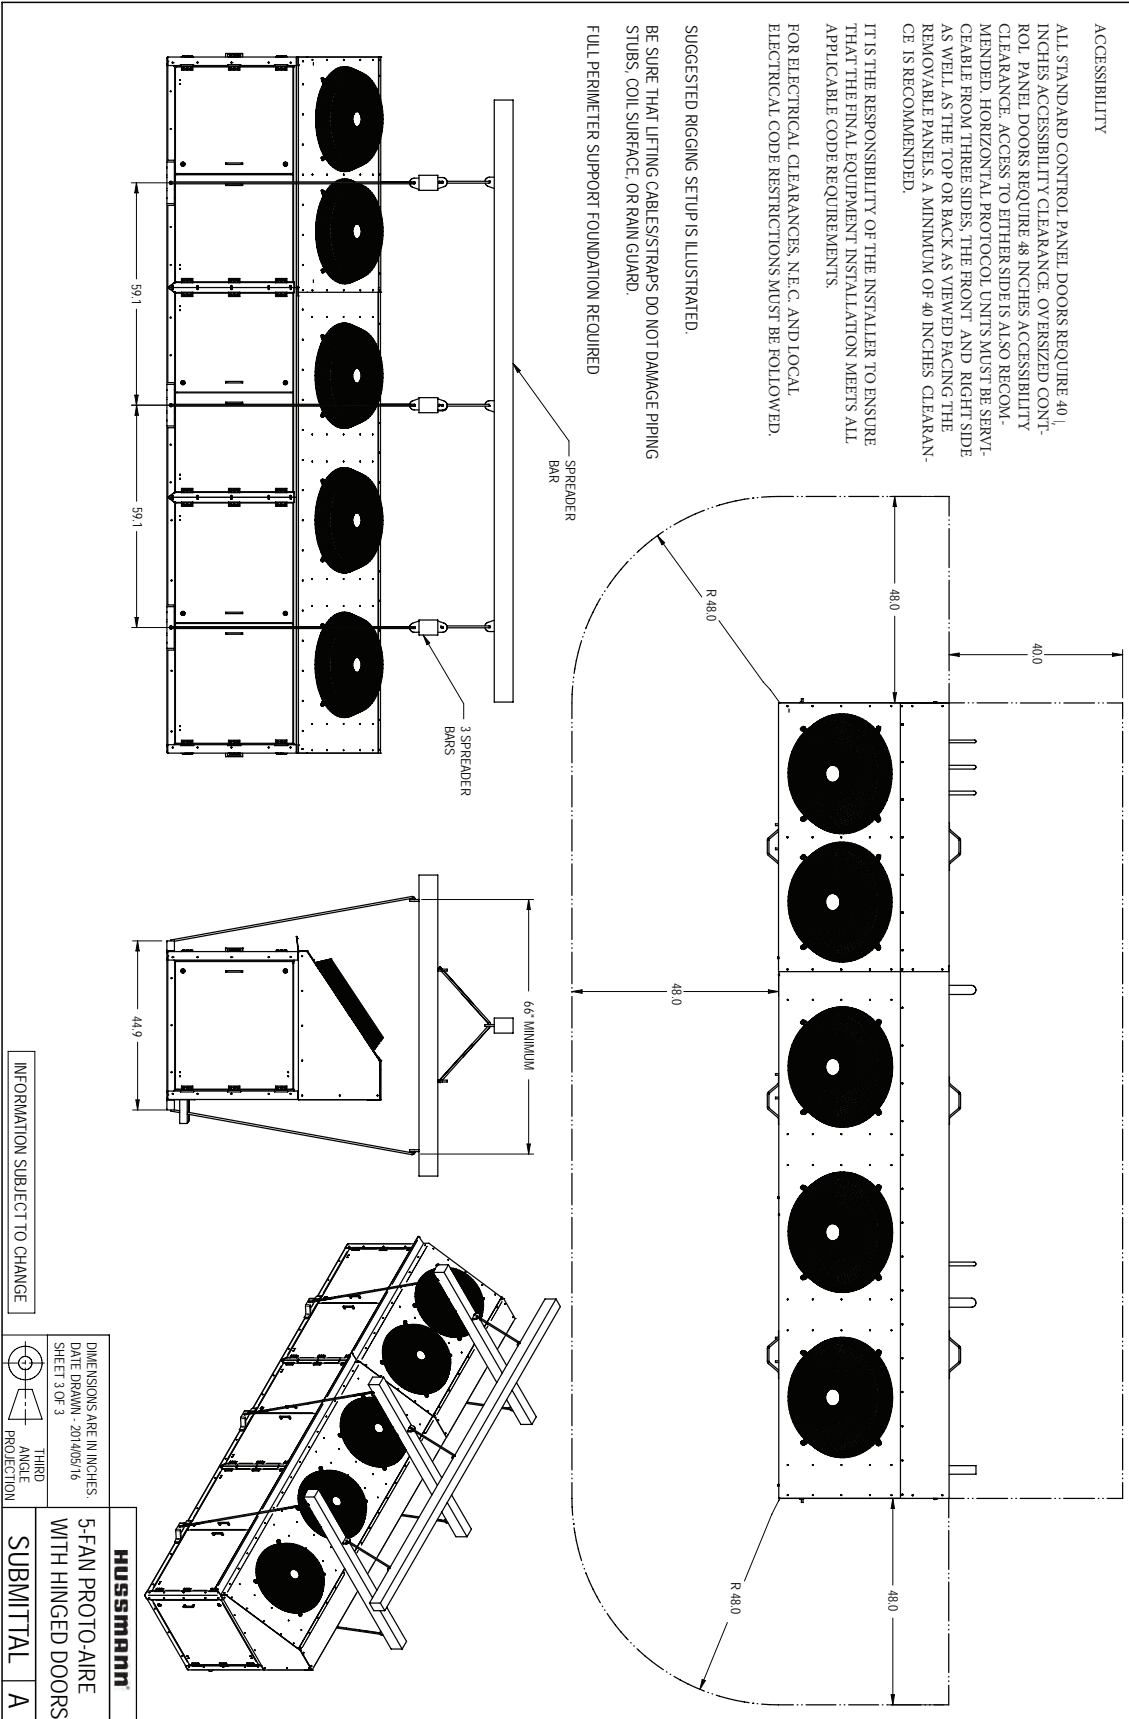 ACCESSIBILITY
ALL STANDARD CONTROL PANEL DOORS REQUIRE 40
INCHES ACCESSIBILITY CLEARANCE. OVERSIZED CONT-
ROL PANEL DOORS REQUIRE 48 INCHES ACCESSIBILITY
CLEARANCE. ACCESS TO EITHER SIDE IS ALSO RECOM-
MENDED. HORIZONTAL PROTOCOL UNITS MUST BE SERVI-
CEABLE FROM THREE SIDES, THE FRONT AND RIGHT SIDE
AS WELL AS THE TOP OR BACK AS VIEWED FACING THE
REMOVABLE PANELS. A MINIMUM OF 40 INCHES CLEARAN-
CE IS RECOMMENDED.
IT IS THE RESPONSIBILITY OF THE INSTALLER TO ENSURE
THAT THE FINAL EQUIPMENT INSTALLATION MEETS ALL
APPLICABLE CODE REQUIREMENTS.
FOR ELECTRICAL CLEARANCES, N.E.C. AND LOCAL
ELECTRICAL CODE RESTRICTIONS MUST BE FOLLOWED.
SUGGESTED RIGGING SETUP IS ILLUSTRATED.
BE SURE THAT LIFTING CABLES/STRAPS DO NOT DAMAGE PIPING
STUBS, COIL SURFACE, OR RAIN GUARD.
FULL PERIMETER SUPPORT FOUNDATION REQUIRED
40.0
48.0
R 48.0
48.0
48.0
R 48.0
SPREADER
BAR
3 SPREADER
BARS
59.1
59.1
66" MINIMUM
44.9
INFORMATION SUBJECT TO CHANGE
DIMENSIONS ARE IN INCHES.
DATE DRAWN - 2014/05/16
SHEET 3 OF 3
THIRD
ANGLE
PROJECTION
HUSSMANN
5-FAN PROTO-AIRE
WITH HINGED DOORS
SUBMITTAL
A